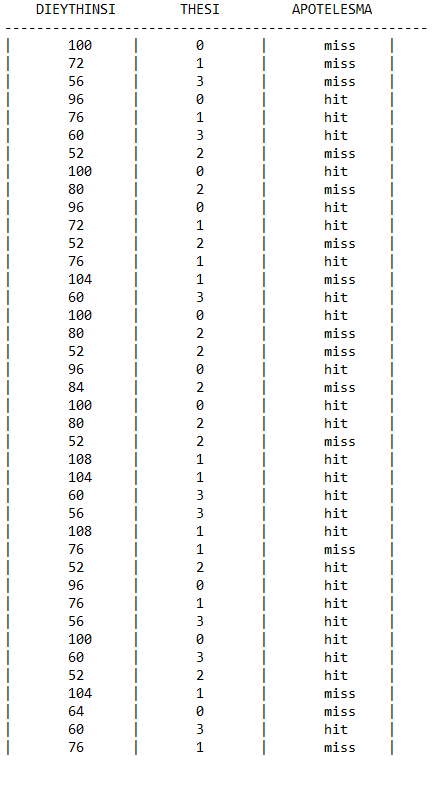 DIEYTHINSI THESI APOTELESMA
-----------------------------------------------------
| 100 | 0 | miss |
| 72 | 1 | miss |
| 56 | 3 | miss |
| 96 | 0 | hit |
| 76 | 1 | hit |
| 60 | 3 | hit |
| 52 | 2 | miss |
| 100 | 0 | hit |
| 80 | 2 | miss |
| 96 | 0 | hit |
| 72 | 1 | hit |
| 52 | 2 | miss |
| 76 | 1 | hit |
| 104 | 1 | miss |
| 60 | 3 | hit |
| 100 | 0 | hit |
| 80 | 2 | miss |
| 52 | 2 | miss |
| 96 | 0 | hit |
| 84 | 2 | miss |
| 100 | 0 | hit |
| 80 | 2 | hit |
| 52 | 2 | miss |
| 108 | 1 | hit |
| 104 | 1 | hit |
| 60 | 3 | hit |
| 56 | 3 | hit |
| 108 | 1 | hit |
| 76 | 1 | miss |
| 52 | 2 | hit |
| 96 | 0 | hit |
| 76 | 1 | hit |
| 56 | 3 | hit |
| 100 | 0 | hit |
| 60 | 3 | hit |
| 52 | 2 | hit |
| 104 | 1 | miss |
| 64 | 0 | miss |
| 60 | 3 | hit |
| 76 | 1 | miss |